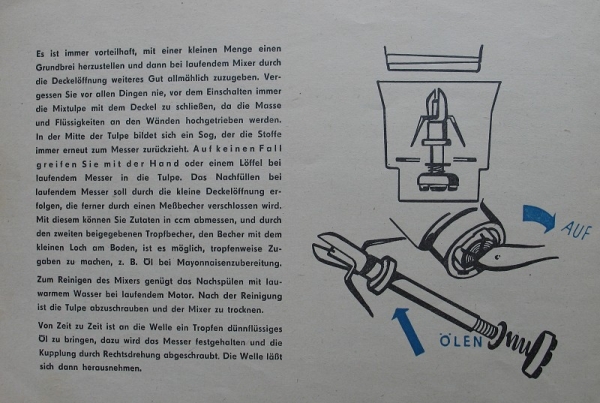 Es ist immer vorteilhaft, mit einer kleinen Menge einen
Grundbrei herzustellen und dann bei laufendem Mixer durch
die Deckelöffnung weiteres Gut allmählich zuzugeben. Ver-
gessen Sie vor allen Dingen nie, vor dem Einschalten immer
die Mixtulpe mit dem Deckel zu schließen, da die Masse
und Flüssigkeiten an den Wänden hochgetrieben werden.
In der Mitte der Tulpe bildet sich ein Sog, der die Stoffe
immer erneut zum Messer zurückzieht. Auf keinen Fall
greifen Sie mit der Hand oder einem Löffel bei
laufendem Messer in die Tulpe. Das Nachfüllen bei
laufendem Messer soll durch die kleine Deckelöffnung er-
folgen, die ferner durch einen Meßbecher verschlossen wird.
Mit diesem können Sie Zutaten in ccm abmessen, und durch
den zweiten beigegebenen Tropfbecher, den Becher mit dem
kleinen Loch am Boden, ist es möglich, tropfenweise Zu-
gaben zu machen, z. B. Öl bei Mayonnaisenzubereitung.
Zum Reinigen des Mixers genügt das Nachspülen mit lau-
warmem Wasser bei laufendem Motor. Nach der Reinigung
ist die Tulpe abzuschrauben und der Mixer zu trocknen.
Von Zeit zu Zeit ist an die Welle ein Tropfen dünnflüssiges
Öl zu bringen, dazu wird das Messer festgehalten und die
Kupplung durch Rechtsdrehung abgeschraubt. Die Welle läßt
sich dann herausnehmen.
AUF
ÖLEN